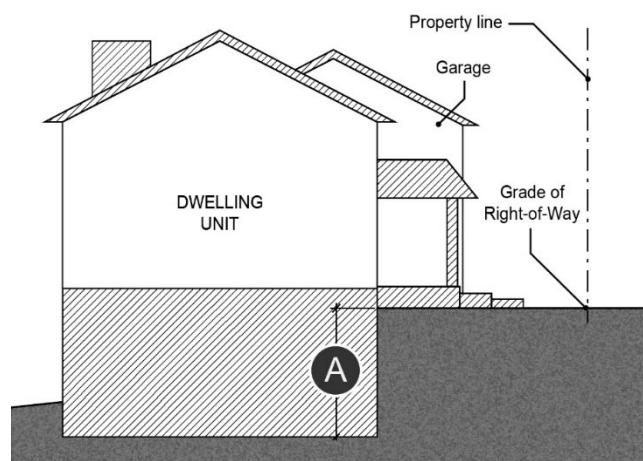 Property line
Garage
DWELLING
UNIT
Grade of
Right-of-Way
A